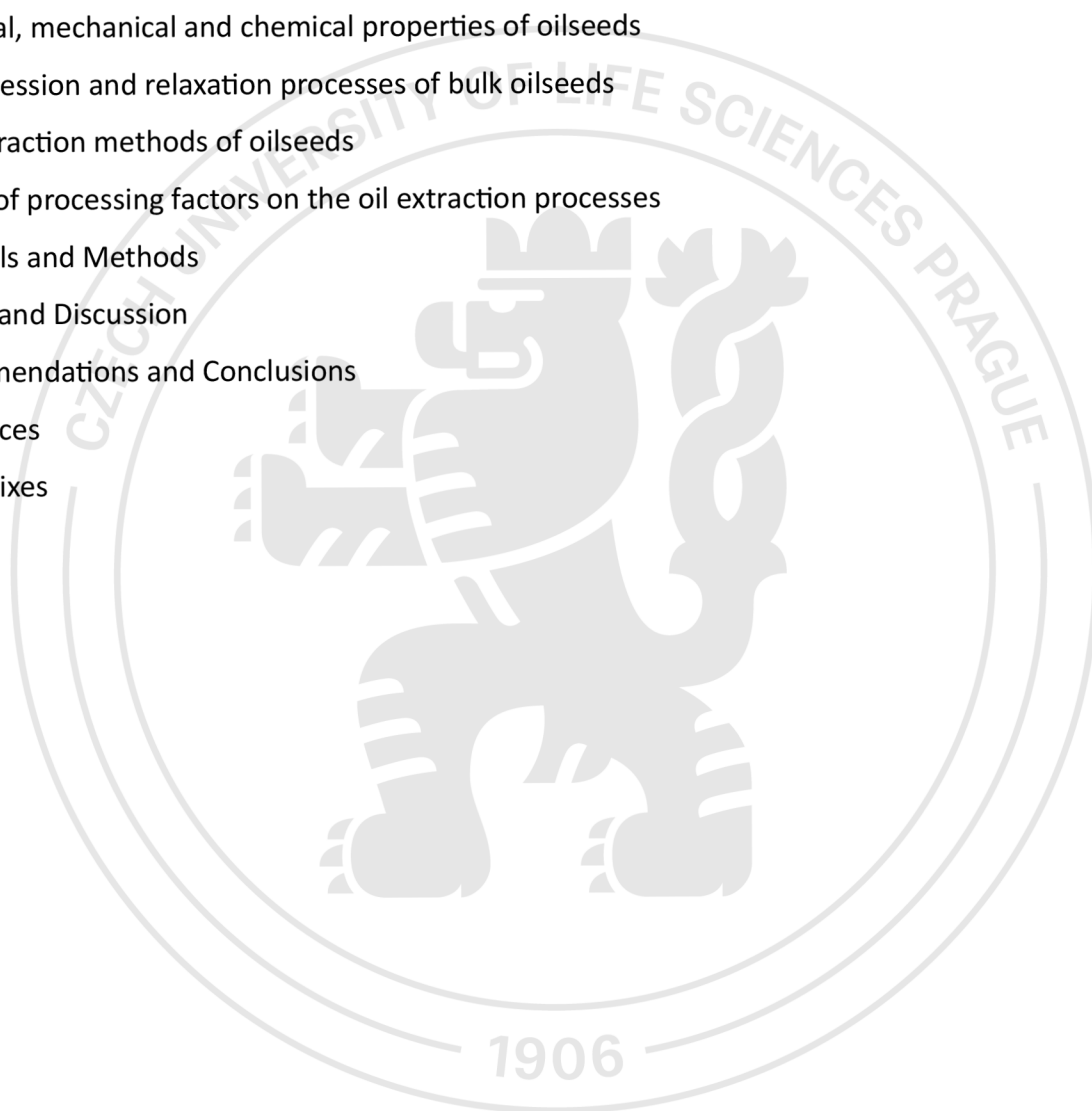 al, mechanical and chemical properties of oilseeds
ession and relaxation processes of bulk oilseeds
raction methods of oilseeds
of processing factors on the oil extraction processes
ls and Methods
and Discussion
mendations and Conclusions
ces
ixes
CZECH UNIVERSITY OF LIFE SCIENCES PRAGUE
1906